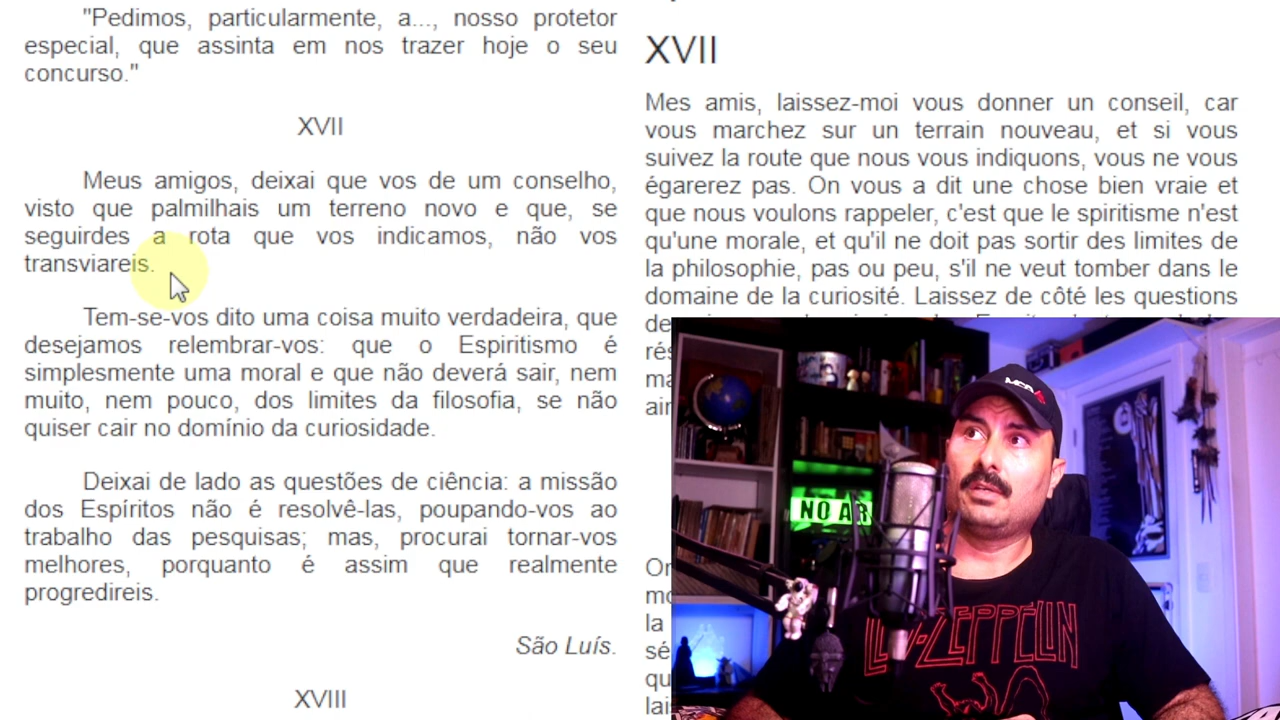 "Pedimos, particularmente, a..., nosso protetor
especial, que assinta em nos trazer hoje o seu
concurso."
XVII
Meus amigos, deixai que vos de um conselho,
visto que palmilhais um terreno novo e que, se
seguirdes a rota que vos indicamos, não vos
transviareis.
Tem-se-vos dito uma coisa muito verdadeira, que
desejamos relembrar-vos: que o Espiritismo é
simplesmente uma moral e que não deverá sair, nem
muito, nem pouco, dos limites da filosofia, se não
quiser cair no domínio da curiosidade.
Deixai de lado as questões de ciência: a missão
dos Espíritos não é resolvê-las, poupando-vos ao
trabalho das pesquisas; mas, procurai tornar-vos
melhores, porquanto é assim que realmente
progredireis.
São Luís.
XVIII
XVII
Mes amis, laissez-moi vous donner un conseil, car
vous marchez sur un terrain nouveau, et si vous
suivez la route que nous vous indiquons, vous ne vous
égarerez pas. On vous a dit une chose bien vraie et
que nous voulons rappeler, c'est que le spiritisme n'est
qu'une morale, et qu'il ne doit pas sortir des limites de
la philosophie, pas ou peu, s'il ne veut tomber dans le
domaine de la curiosité. Laissez de côté les questions
la
NO AR
LED-ZEPPELIN